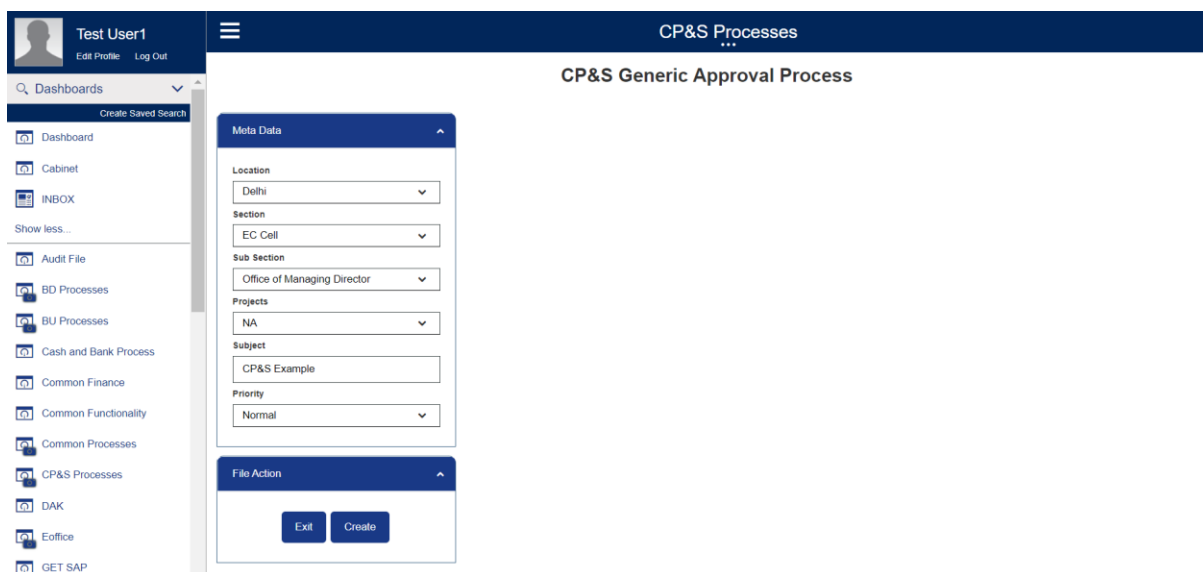 Test User1
Edit Profile Log Out
Dashboards
Create Saved Search
Dashboard
Cabinet
INBOX
Show less...
Audit File
BD Processes
BU Processes
Cash and Bank Process
Common Finance
Common Functionality
Common Processes
CP&S Processes
DAK
Eoffice
GET SAP
CP&S Processes
CP&S Generic Approval Process
Meta Data
Location
Delhi
Section
EC Cell
Sub Section
Office of Managing Director
Projects
NA
Subject
CP&S Example
Priority
Normal
File Action
Exit Create